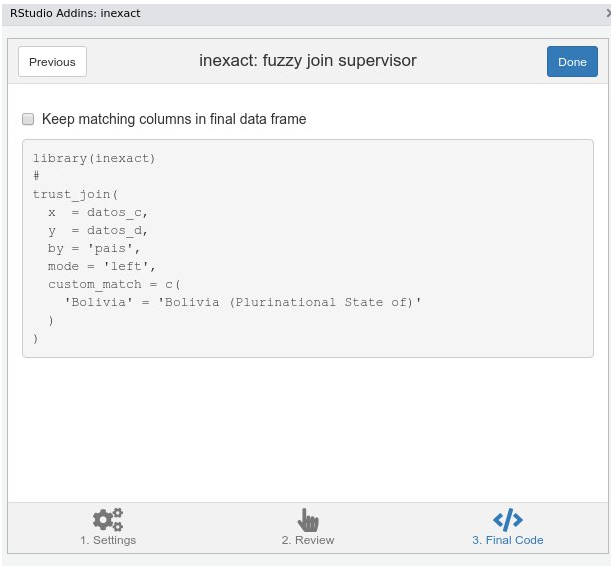 RStudio Addins: inexact
Previous
inexact: fuzzy join supervisor
Done
Keep matching columns in final data frame
library(inexact)
#
trust_join(
  x  = datos_c,
  y  = datos_d,
  by = 'pais',
  mode = 'left',
  custom_match = c(
    'Bolivia' = 'Bolivia (Plurinational State of)'
  )
)
1. Settings
2. Review
3. Final Code